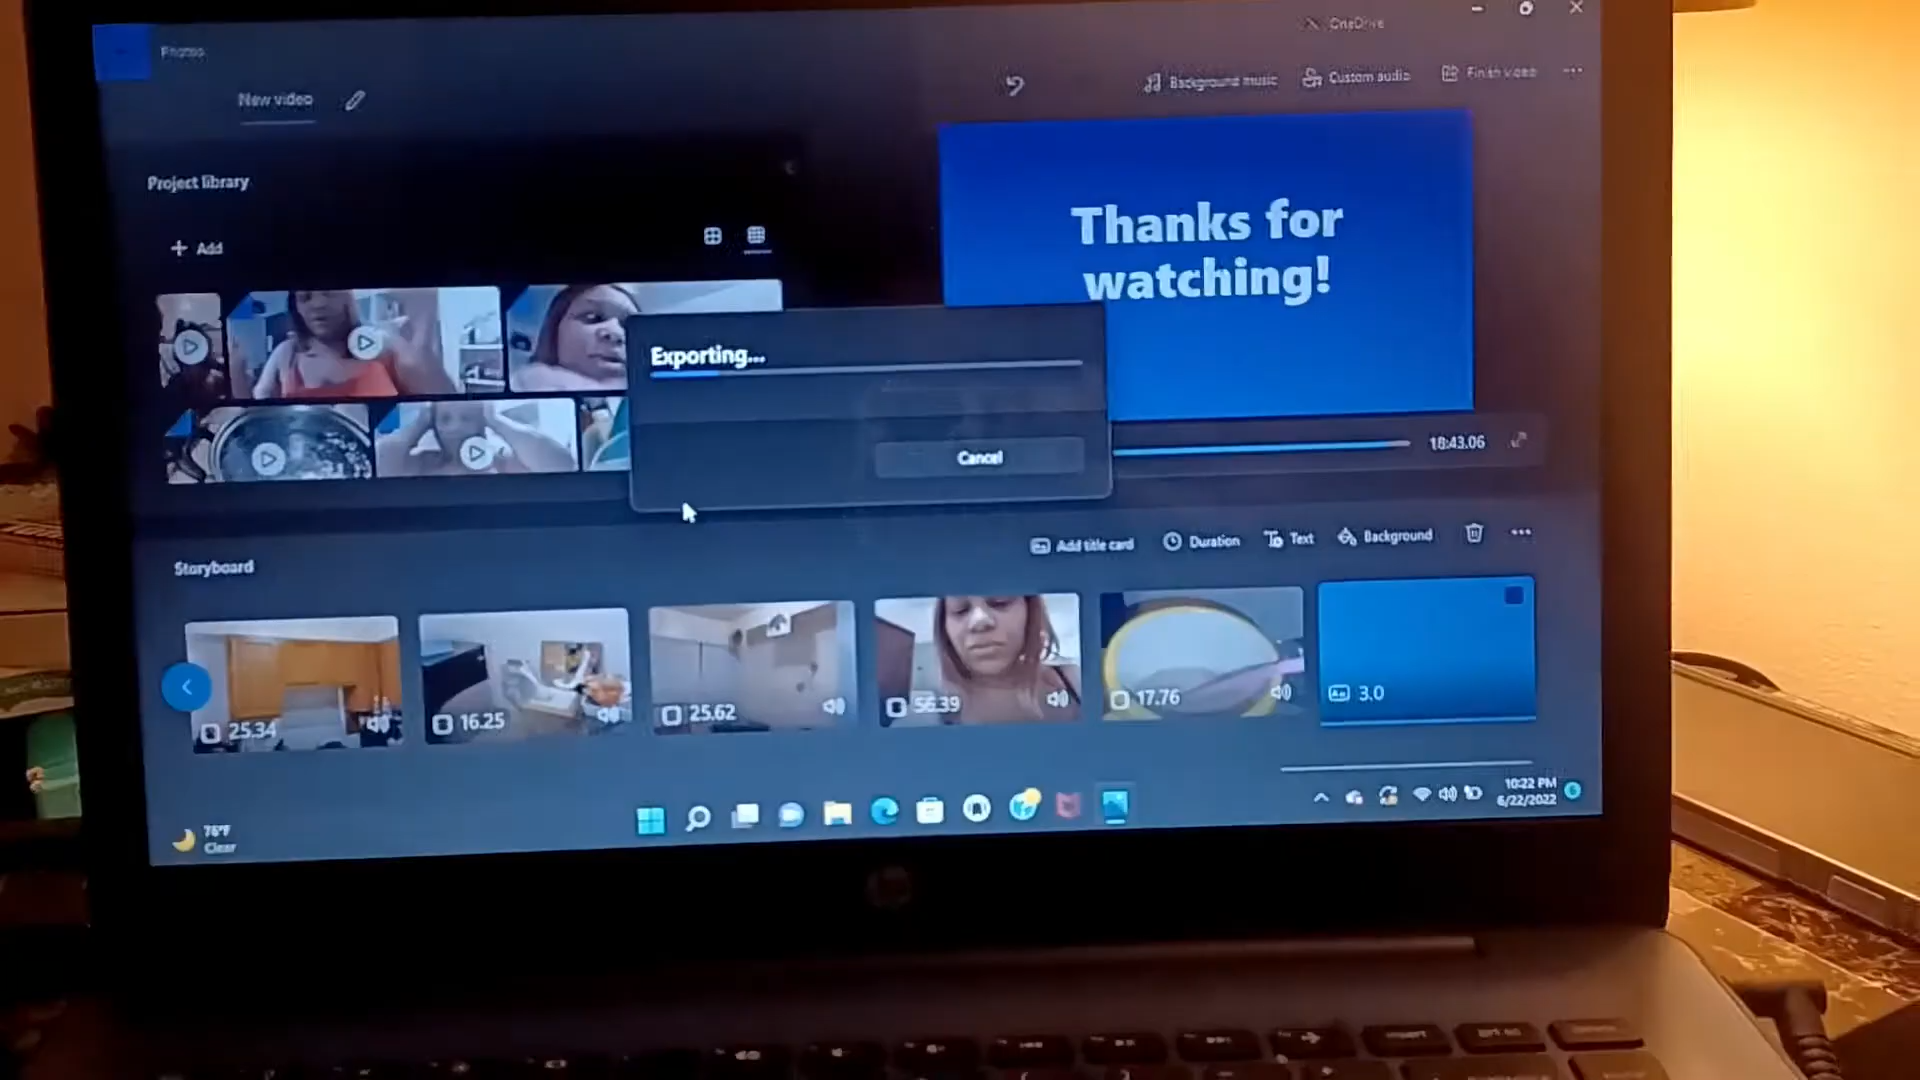 OneDrive
Photos
New video
Background music
Custom audio
Finish video
Project library
Add
Thanks for
watching!
Exporting...
Cancel
18:43.06
Add title card
Duration
Text
Background
Storyboard
25.34
16.25
25.62
56.39
17.76
3.0
76°F
Clear
10:22 PM
6/22/2022